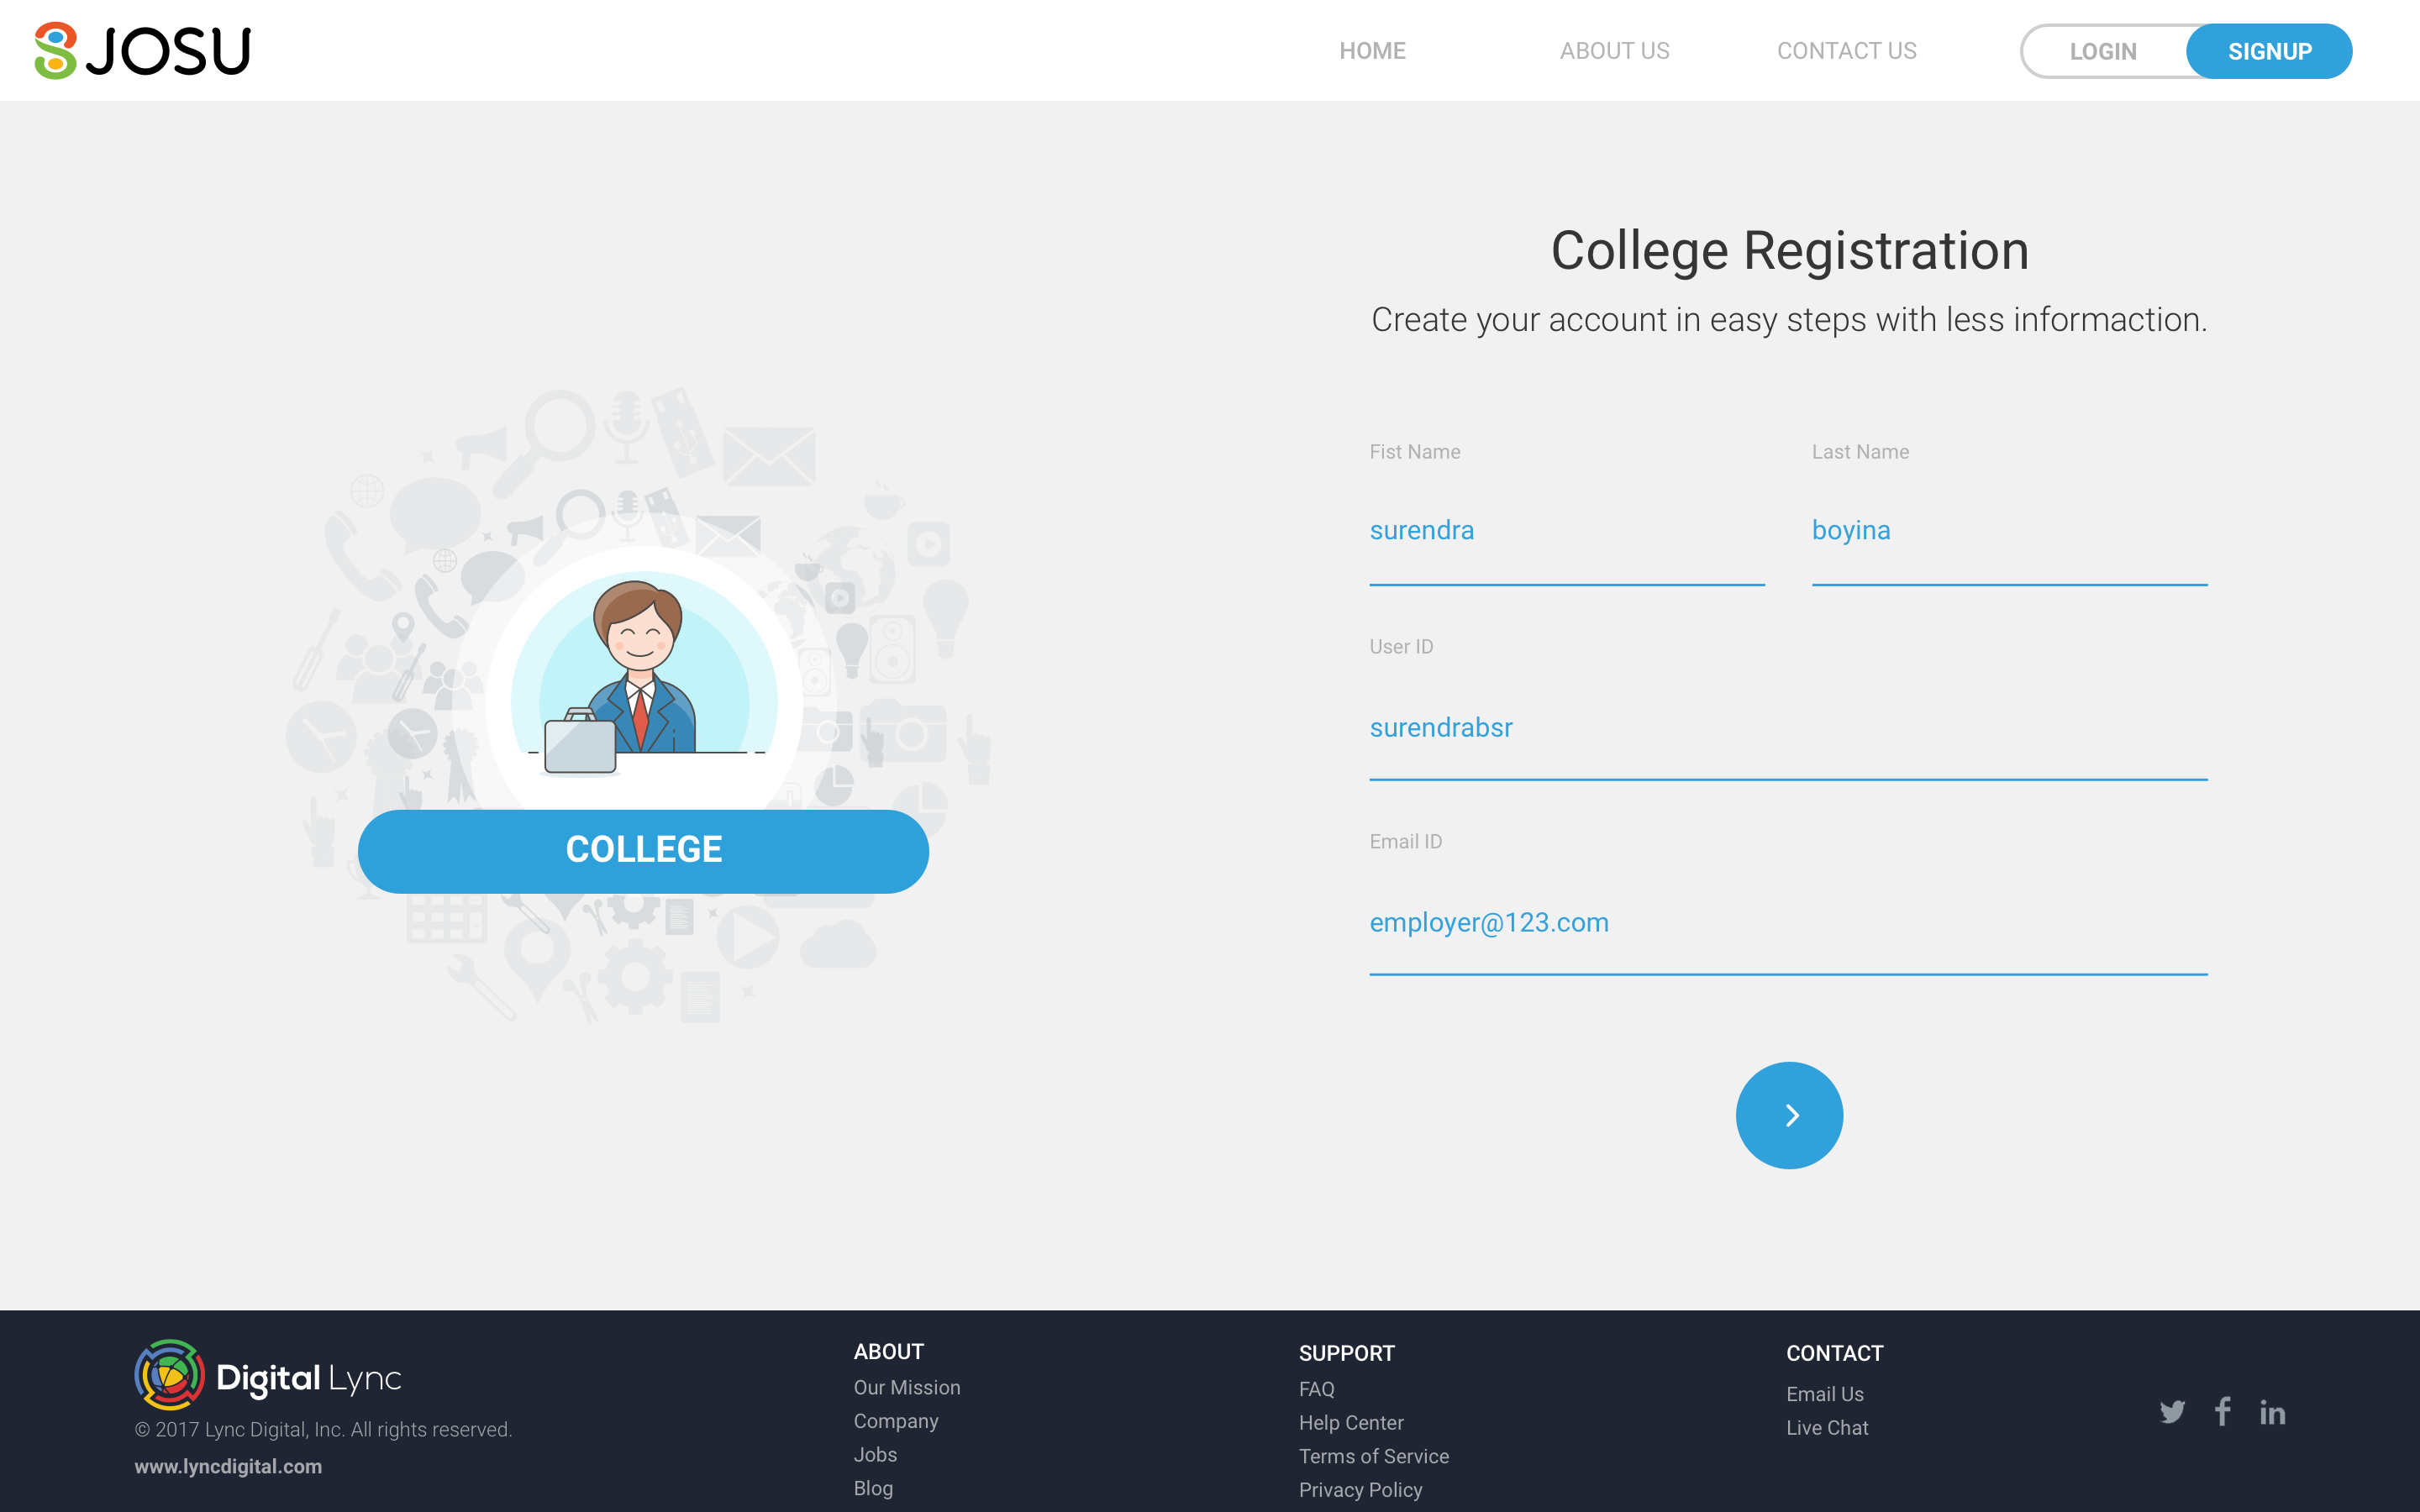 JOSU
HOME ABOUT US CONTACT US LOGIN SIGNUP
College Registration
Create your account in easy steps with less informaction.
Fist Name Last Name
surendra boyina
User ID
surendrabsr
Email ID
employer@123.com
COLLEGE
Digital Lync
© 2017 Lync Digital, Inc. All rights reserved.
www.lyncdigital.com
ABOUT
Our Mission
Company
Jobs
Blog
SUPPORT
FAQ
Help Center
Terms of Service
Privacy Policy
CONTACT
Email Us
Live Chat